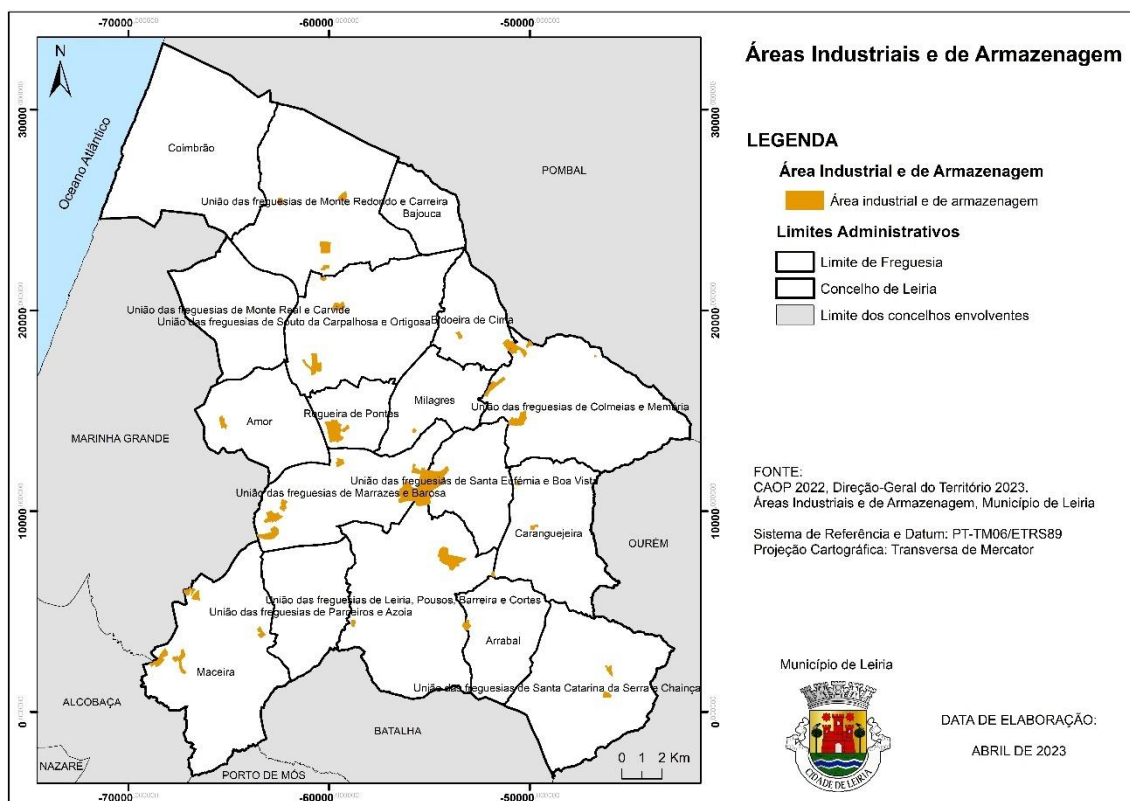 Áreas Industriais e de Armazenagem
LEGENDA
Área Industrial e de Armazenagem
Área industrial e de armazenagem
Limites Administrativos
Limite de Freguesia
Concelho de Leiria
Limite dos concelhos envolventes
FONTE:
CAOP 2022, Direção-Geral do Território 2023.
Áreas Industriais e de Armazenagem, Município de Leiria
Sistema de Referência e Datum: PT-TM06/ETRS89
Projeção Cartográfica: Transversa de Mercator
Município de Leiria
CIDADE DE LEIRIA
DATA DE ELABORAÇÃO:
ABRIL DE 2023
-70000
-60000
-50000
N
30000
30000
Oceano Atlântico
Coimbrão
POMBAL
União das freguesias de Monte Redondo e Carreira
Bajouca
20000
20000
União das freguesias de Monte Real e Carvide
União das freguesias de Souto da Carpalhosa e Ortigosa
Bidoeira de Cima
Milagres
União das freguesias de Colmeias e Memória
Regueira de Pontes
Amor
MARINHA GRANDE
União das freguesias de Santa Eufémia e Boa Vista
União das freguesias de Marrazes e Barosa
10000
10000
Caranguejeira
OURÉM
União das freguesias de Leiria, Pousos, Barreira e Cortes
União das freguesias de Parceiros e Azoia
Arrabal
Maceira
União das freguesias de Santa Catarina da Serra e Chainça
ALCOBAÇA
0
0
BATALHA
NAZARÉ
PORTO DE MÓS
0 1 2 Km
-70000
-60000
-50000